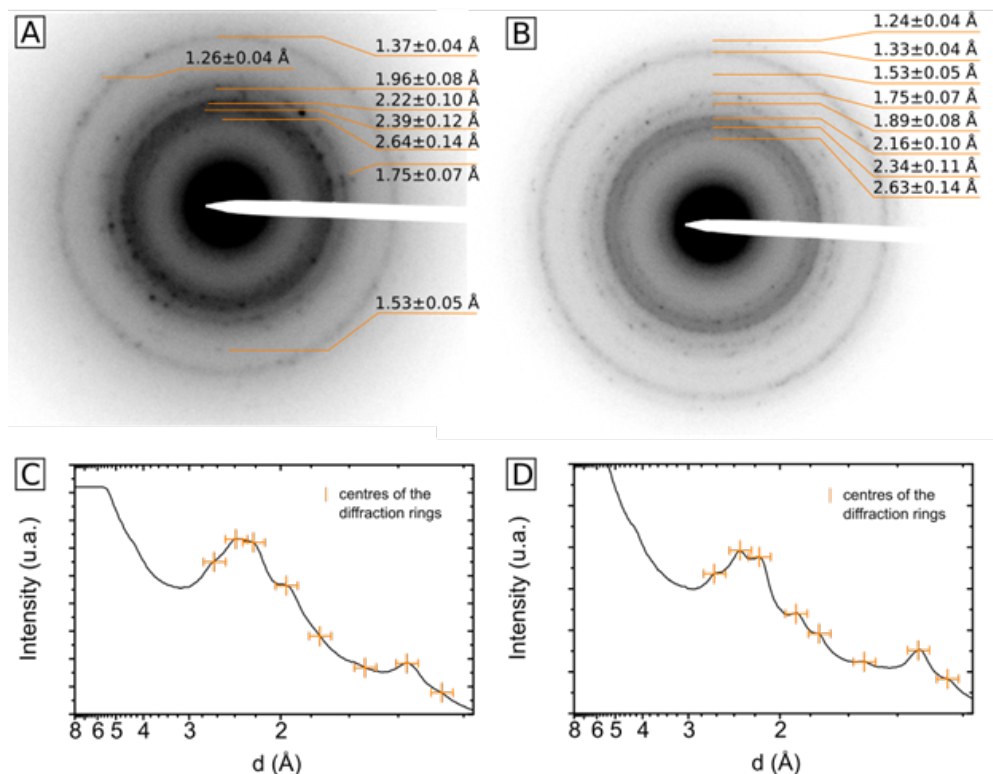 A
1.37±0.04 Å
1.26±0.04 Å
1.96±0.08 Å
2.22±0.10 Å
2.39±0.12 Å
2.64±0.14 Å
1.75±0.07 Å
1.53±0.05 Å
B
1.24±0.04 Å
1.33±0.04 Å
1.53±0.05 Å
1.75±0.07 Å
1.89±0.08 Å
2.16±0.10 Å
2.34±0.11 Å
2.63±0.14 Å
C
centres of the
diffraction rings
Intensity (u.a.)
8 6 5 4 3 2
d (Å)
D
centres of the
diffraction rings
Intensity (u.a.)
8 6 5 4 3 2
d (Å)